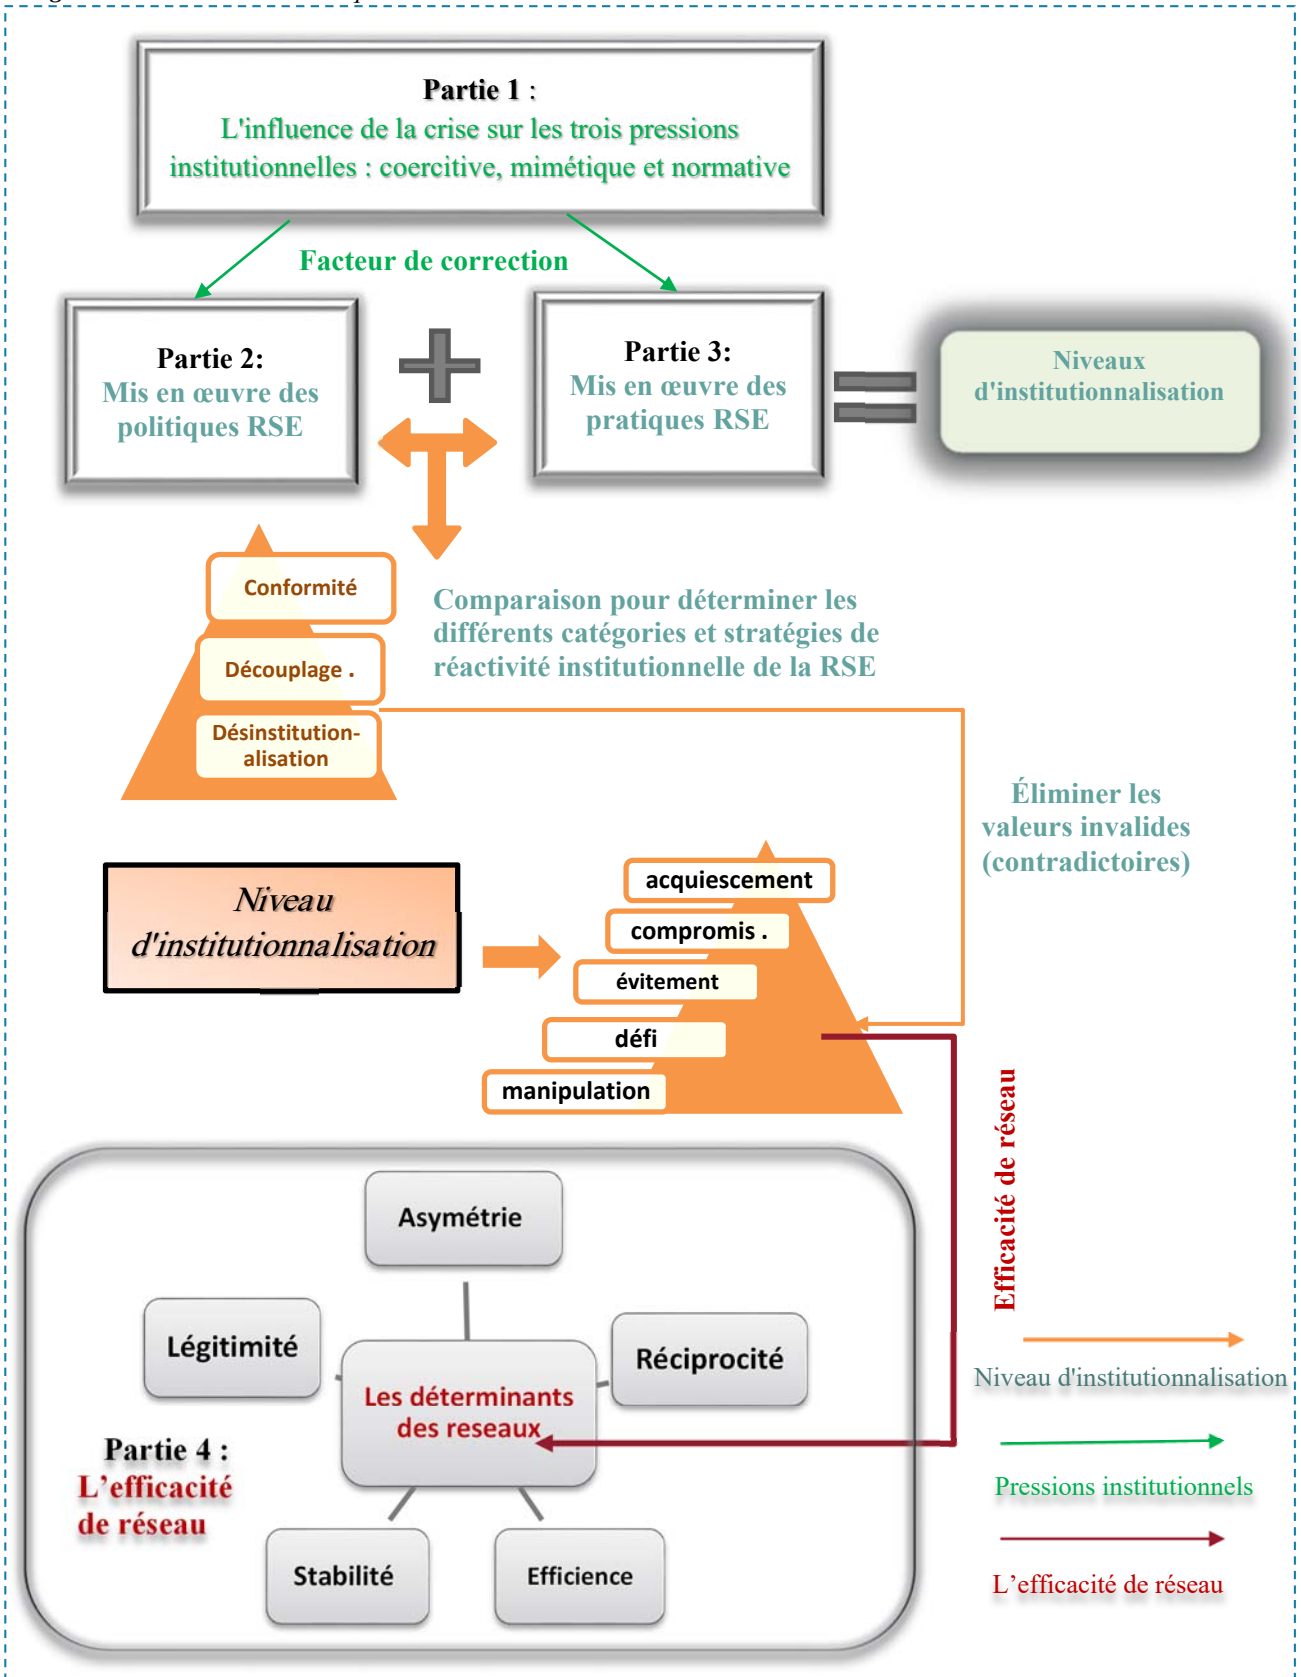 Partie 1 :
L'influence de la crise sur les trois pressions
institutionnelles : coercitive, mimétique et normative
Facteur de correction
Partie 2:
Mis en œuvre des
politiques RSE
Partie 3:
Mis en œuvre des
pratiques RSE
Niveaux
d'institutionnalisation
Conformité
Découplage .
Désinstitution-
alisation
Comparaison pour déterminer les
différents catégories et stratégies de
réactivité institutionnelle de la RSE
Éliminer les
valeurs invalides
(contradictoires)
Niveau
d'institutionnalisation
acquiescement
compromis .
évitement
défi
manipulation
Efficacité de réseau
Asymétrie
Légitimité
Réciprocité
Les déterminants
des reseaux
Partie 4 :
L'efficacité
de réseau
Stabilité
Efficience
Niveau d'institutionnalisation
Pressions institutionnels
L'efficacité de réseau